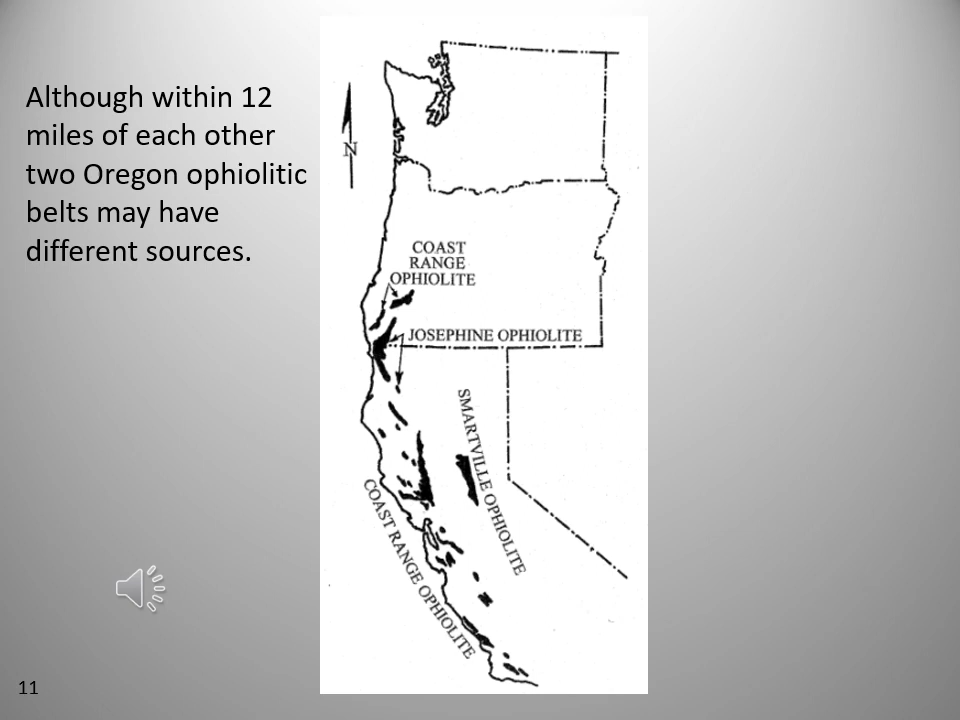 Although within 12
miles of each other
two Oregon ophiolitic
belts may have
different sources.
N
COAST
RANGE
OPHIOLITE
JOSEPHINE OPHIOLITE
SMARTVILLE OPHIOLITE
COAST RANGE OPHIOLITE
11